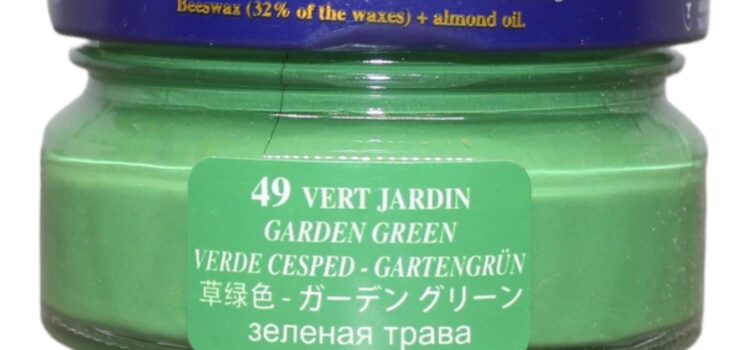 Beeswax (32% of the waxes) + almond oil.
49 VERT JARDIN
GARDEN GREEN
VERDE CESPED - GARTENGRÜN
草绿色 - ガーデン グリーン
зеленая трава